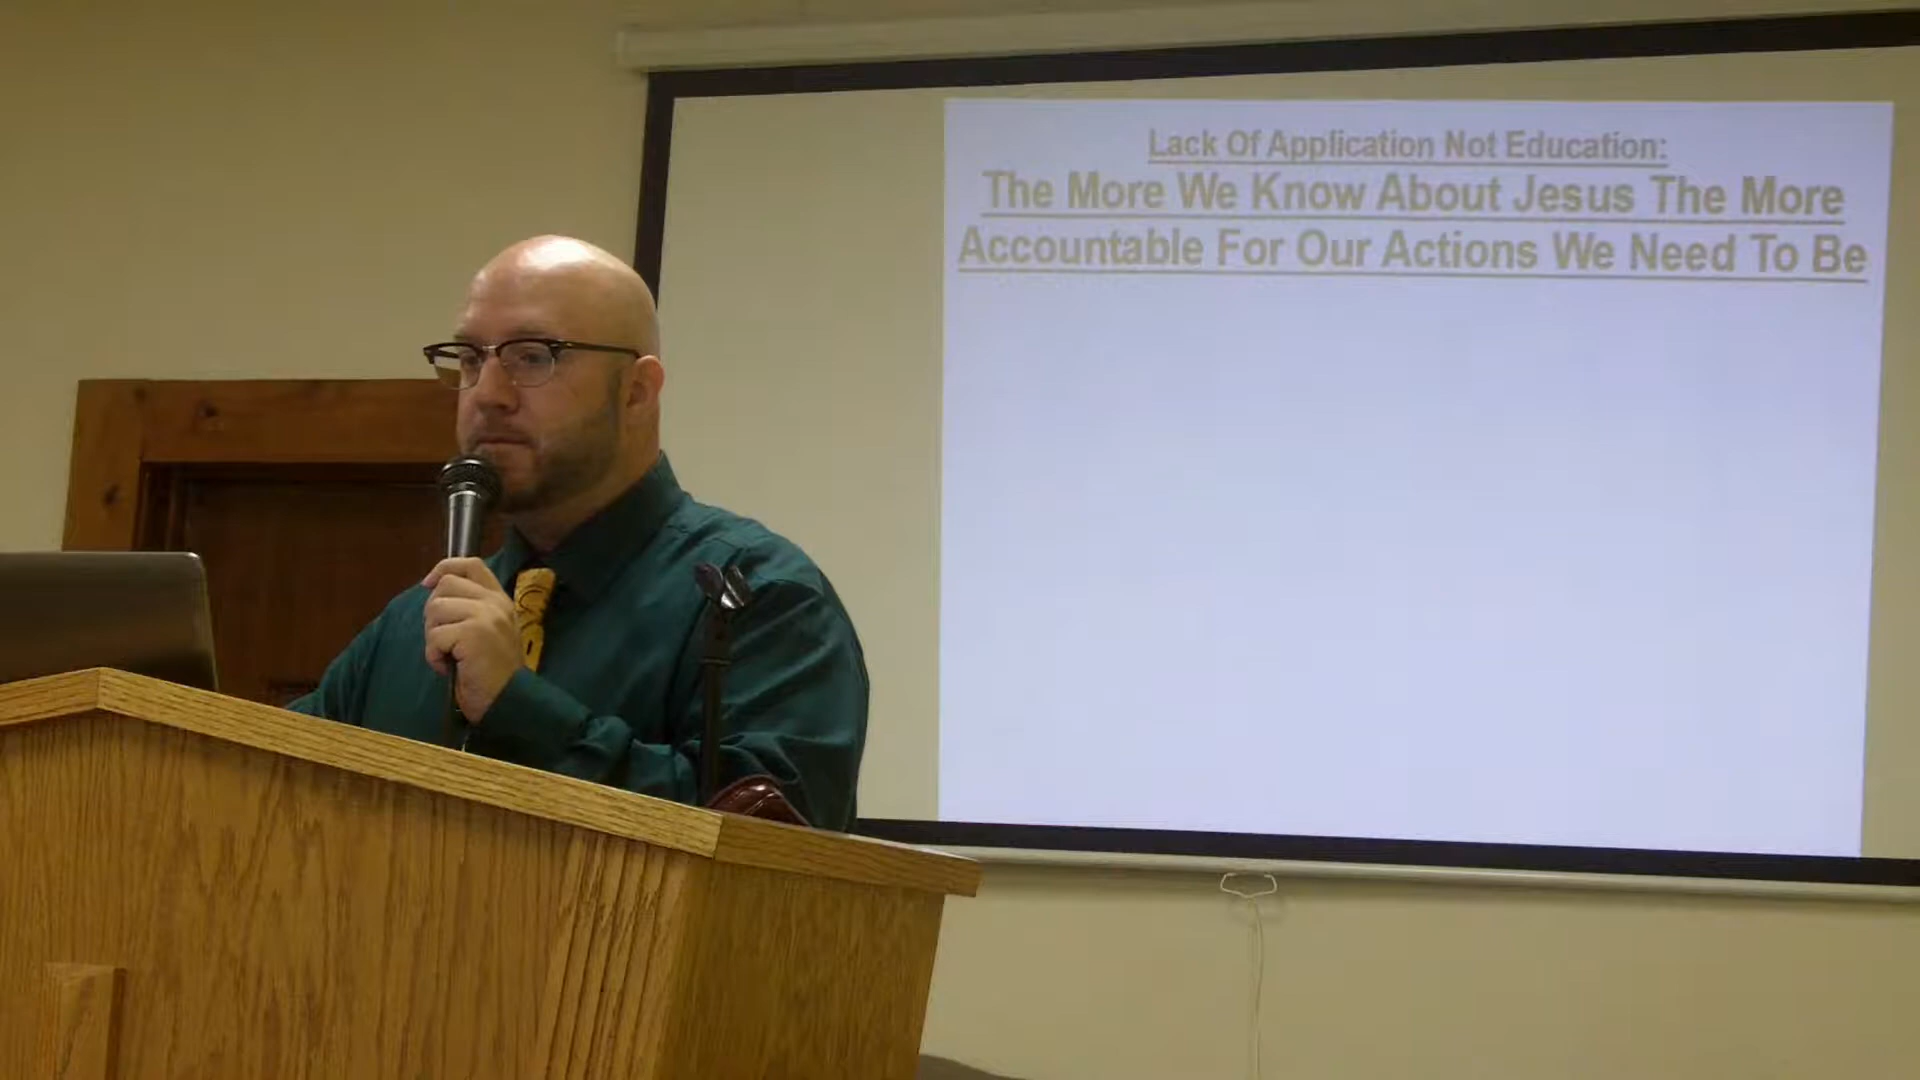 Lack Of Application Not Education:
The More We Know About Jesus The More
Accountable For Our Actions We Need To Be